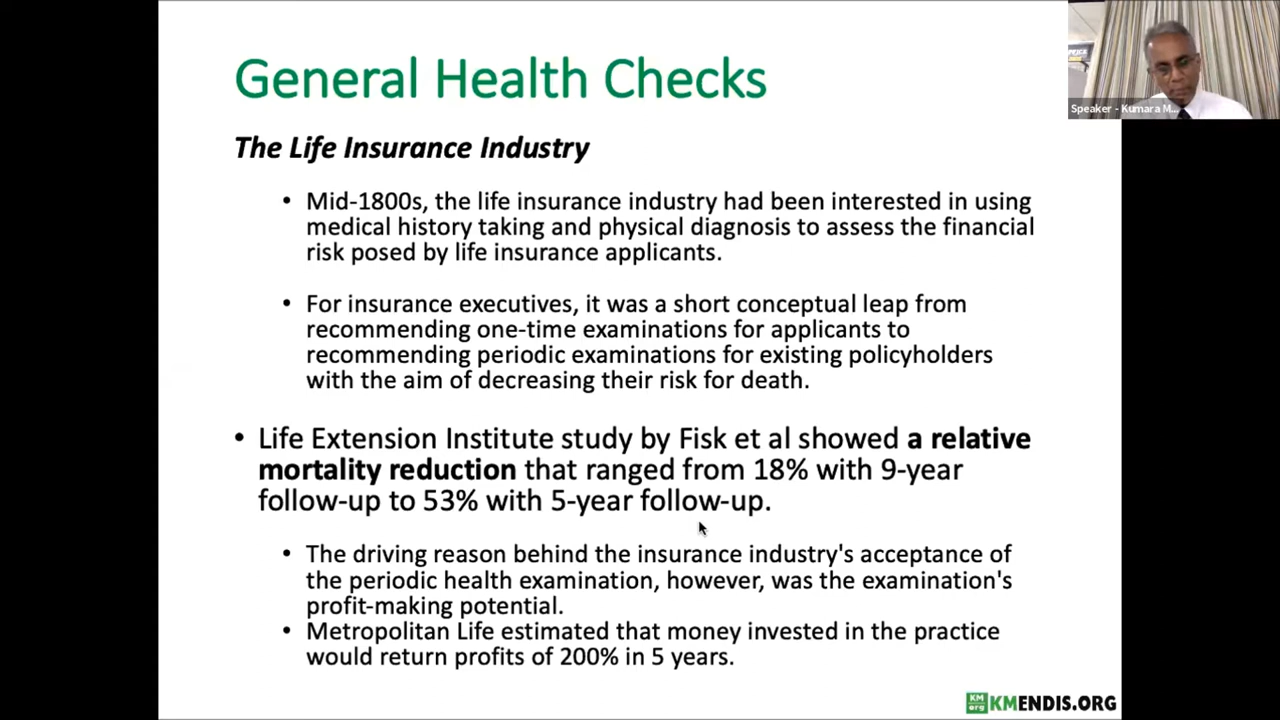 General Health Checks
Speaker - Kumara M...
The Life Insurance Industry
• Mid-1800s, the life insurance industry had been interested in using
medical history taking and physical diagnosis to assess the financial
risk posed by life insurance applicants.
• For insurance executives, it was a short conceptual leap from
recommending one-time examinations for applicants to
recommending periodic examinations for existing policyholders
with the aim of decreasing their risk for death.
• Life Extension Institute study by Fisk et al showed a relative
mortality reduction that ranged from 18% with 9-year
follow-up to 53% with 5-year follow-up.
• The driving reason behind the insurance industry's acceptance of
the periodic health examination, however, was the examination's
profit-making potential.
• Metropolitan Life estimated that money invested in the practice
would return profits of 200% in 5 years.
KM
org
KMENDIS.ORG